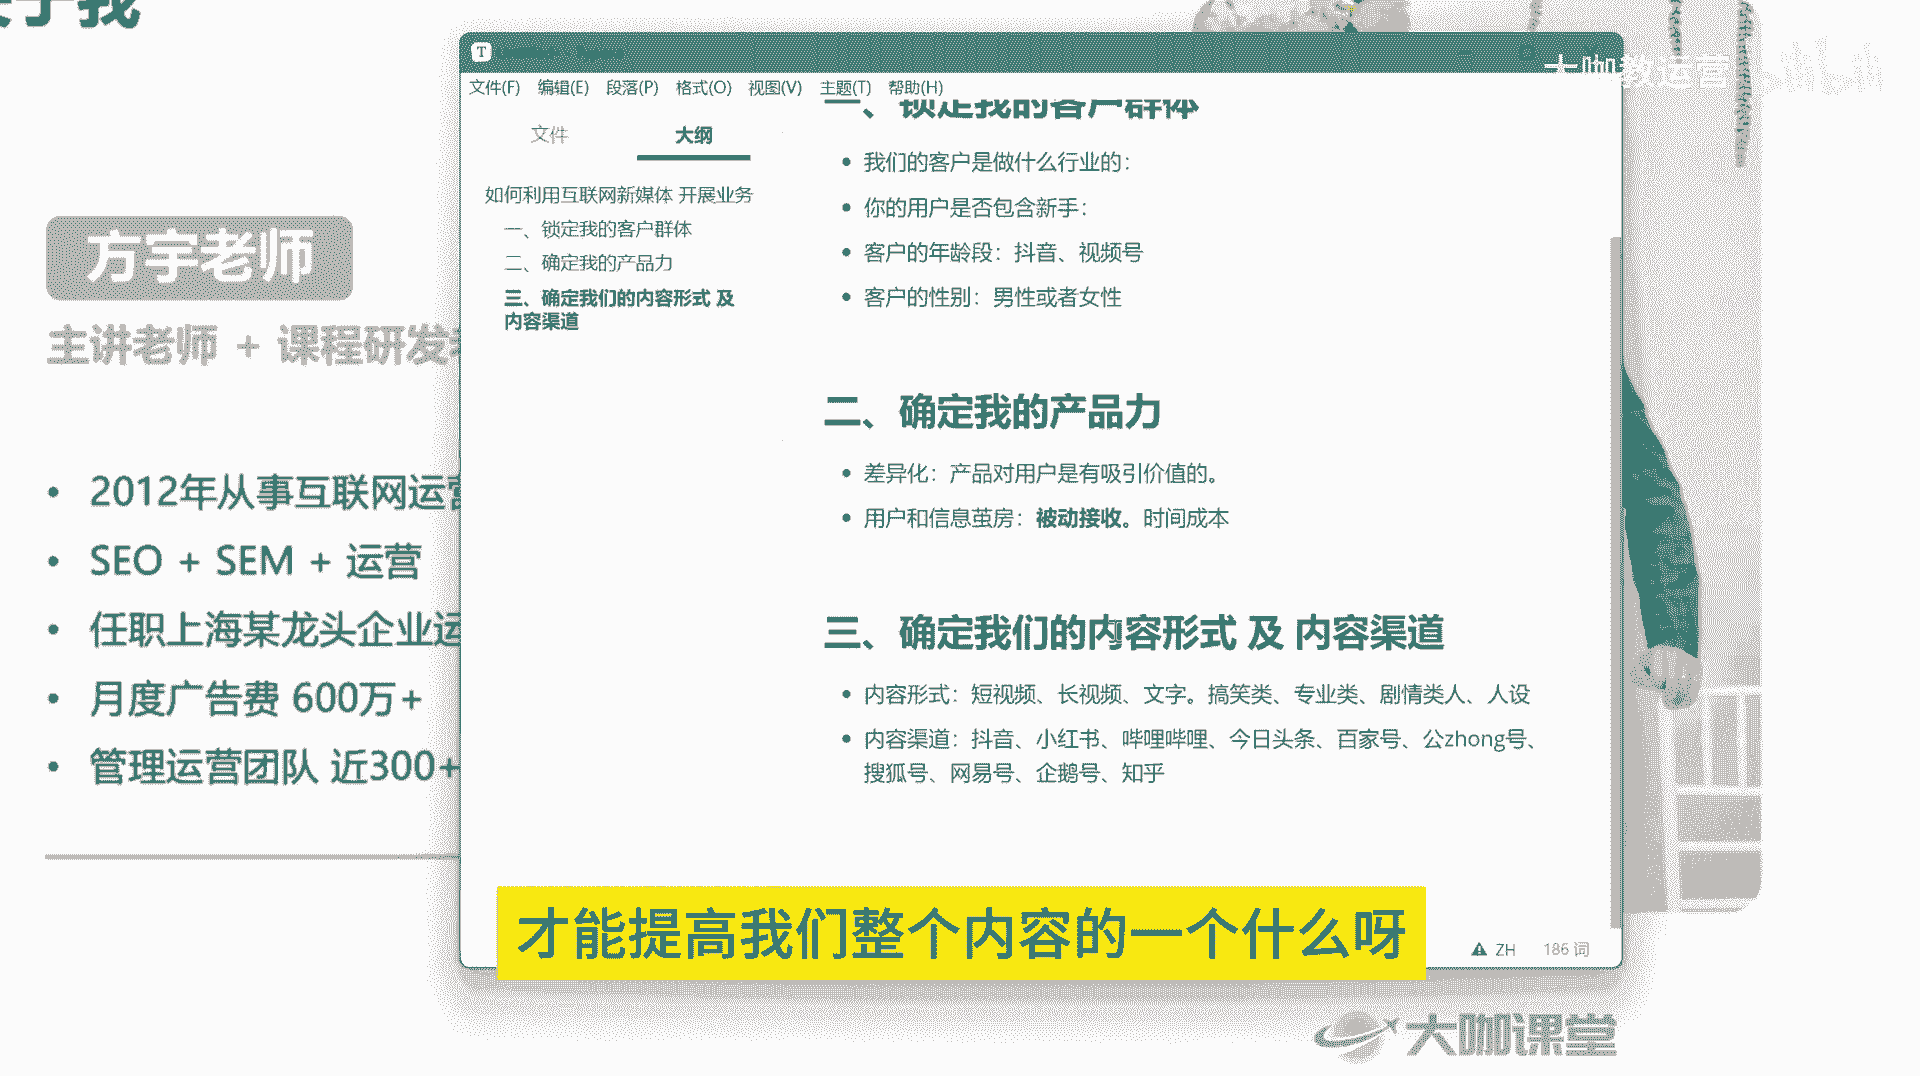 关于我
方宇老师
主讲老师 + 课程研发
2012年从事互联网运营
SEO + SEM + 运营
任职上海某龙头企业运
月度广告费 600万+
管理运营团队 近300+
T
文件(F) 编辑(E) 段落(P) 格式(O) 视图(V) 主题(T) 帮助(H)
文件 大纲
如何利用互联网新媒体 开展业务
一、锁定我的客户群体
二、确定我的产品力
三、确定我们的内容形式 及
内容渠道
一、锁定我的客户群体
我们的客户是做什么行业的：
你的用户是否包含新手：
客户的年龄段：抖音、视频号
客户的性别：男性或者女性
二、确定我的产品力
差异化：产品对用户是有吸引价值的。
用户和信息茧房：被动接收。时间成本
三、确定我们的内容形式 及 内容渠道
内容形式：短视频、长视频、文字。搞笑类、专业类、剧情类人、人设
内容渠道：抖音、小红书、哔哩哔哩、今日头条、百家号、公zhong号、
搜狐号、网易号、企鹅号、知乎
ZH 186 词
大咖教运营 bilibili
才能提高我们整个内容的一个什么呀
大咖课堂